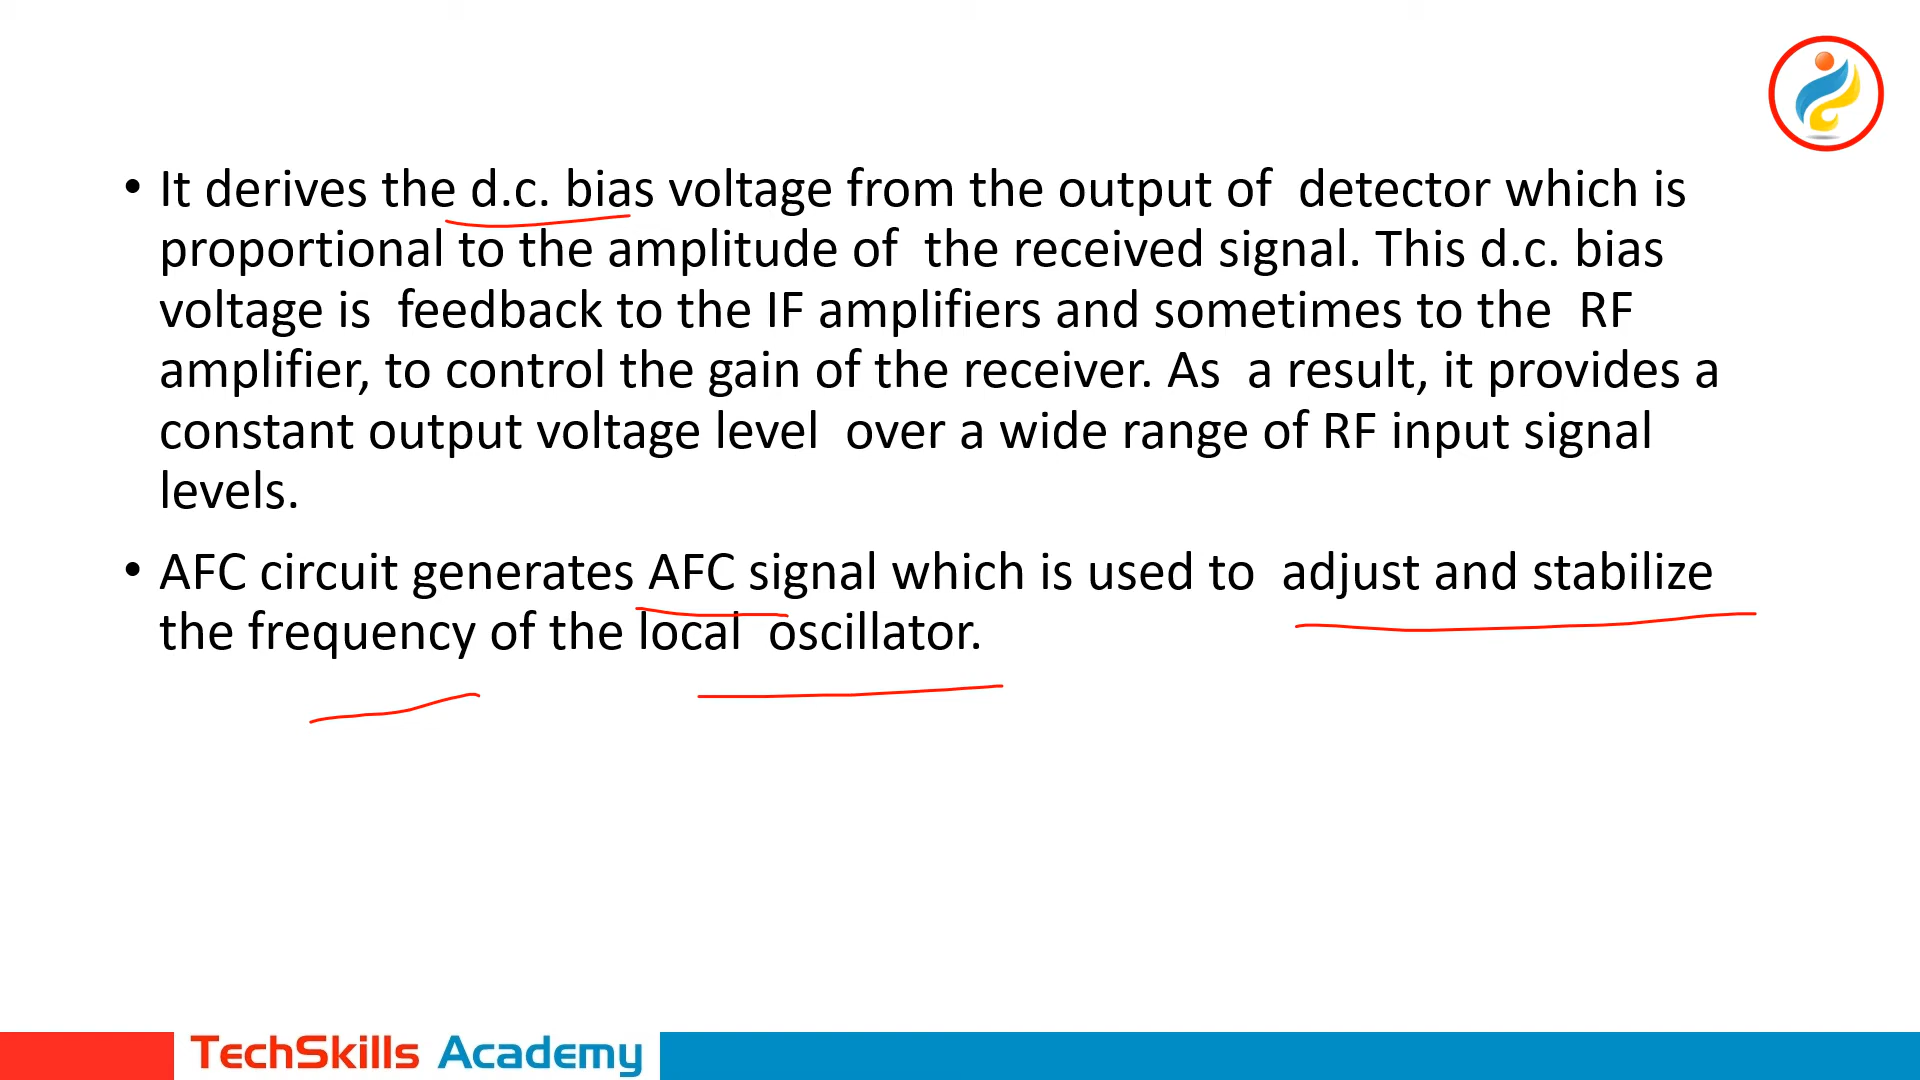 • It derives the d.c. bias voltage from the output of detector which is
proportional to the amplitude of the received signal. This d.c. bias
voltage is feedback to the IF amplifiers and sometimes to the RF
amplifier, to control the gain of the receiver. As a result, it provides a
constant output voltage level over a wide range of RF input signal
levels.
• AFC circuit generates AFC signal which is used to adjust and stabilize
the frequency of the local oscillator.
TechSkills Academy